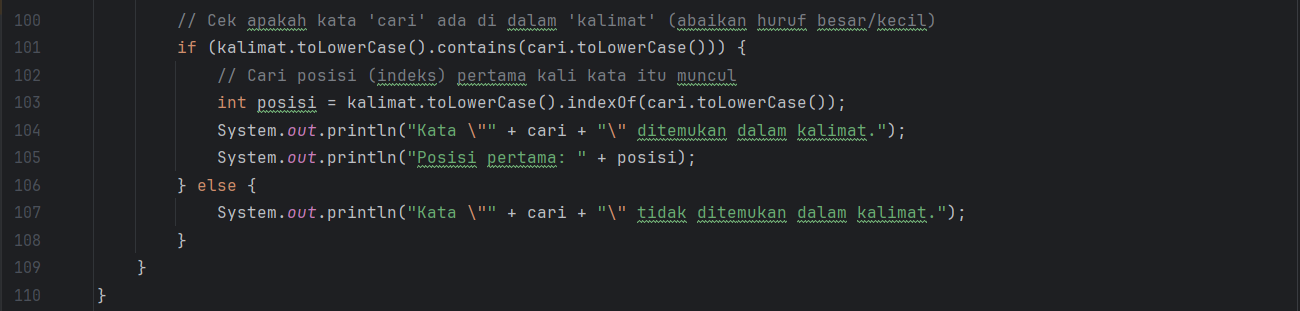 100 // Cek apakah kata 'cari' ada di dalam 'kalimat' (abaikan huruf besar/kecil)
101 if (kalimat.toLowerCase().contains(cari.toLowerCase())) {
102 // Cari posisi (indeks) pertama kali kata itu muncul
103 int posisi = kalimat.toLowerCase().indexOf(cari.toLowerCase());
104 System.out.println("Kata \"" + cari + "\" ditemukan dalam kalimat.");
105 System.out.println("Posisi pertama: " + posisi);
106 } else {
107 System.out.println("Kata \"" + cari + "\" tidak ditemukan dalam kalimat.");
108 }
109 }
110 }